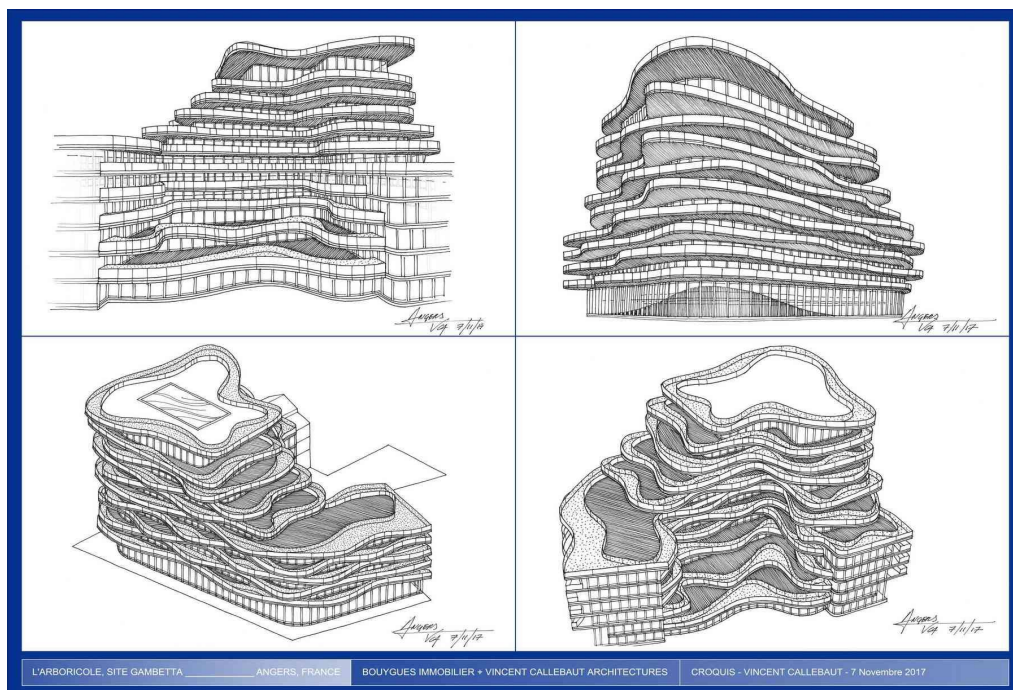 Angers
VCA 7/11/17
Angers
VCA 7/11/17
Angers,
VCA 7/11/17
Angers
VCA 7/11/17
L'ARBORICOLE, SITE GAMBETTA ______________ ANGERS, FRANCE
BOUYGUES IMMOBILIER + VINCENT CALLEBAUT ARCHITECTURES
CROQUIS - VINCENT CALLEBAUT - 7 Novembre 2017